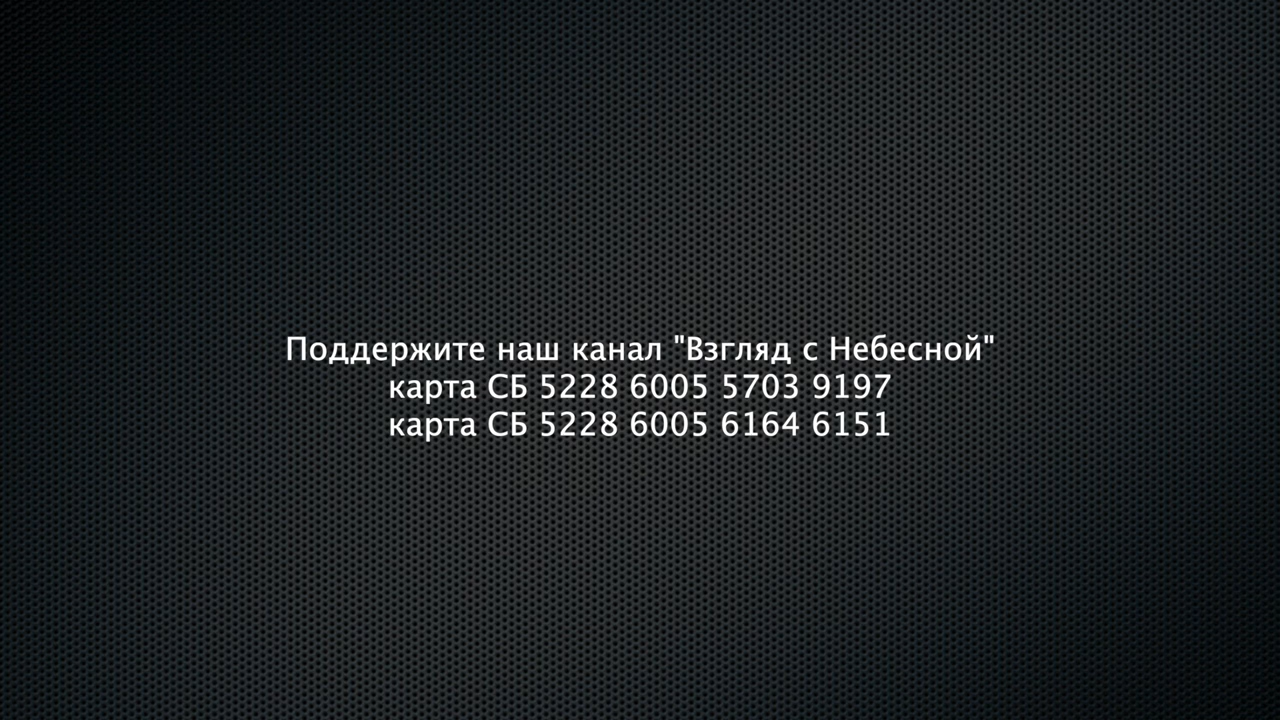 Поддержите наш канал "Взгляд с Небесной"
карта СБ 5228 6005 5703 9197
карта СБ 5228 6005 6164 6151